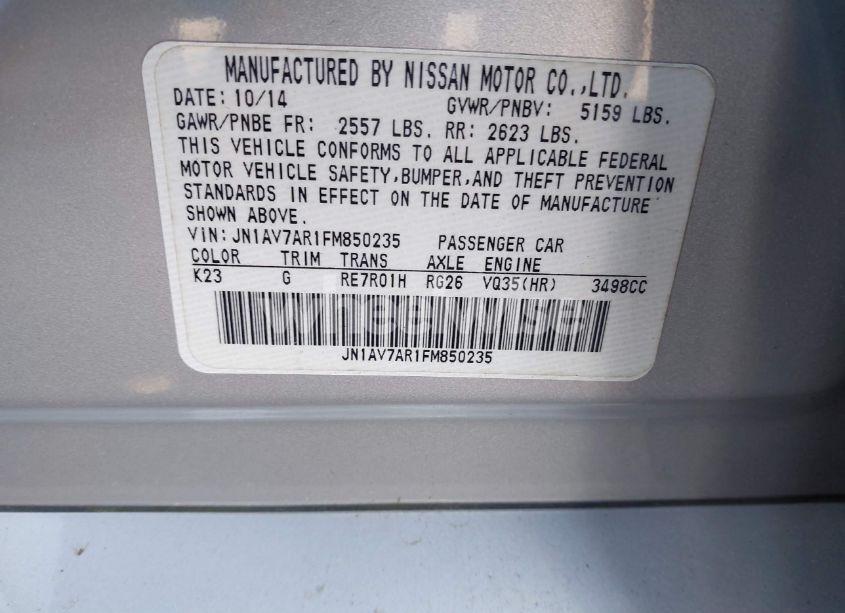 MANUFACTURED BY NISSAN MOTOR CO.,LTD.
DATE: 10/14 GVWR/PNBV: 5159 LBS.
GAWR/PNBE FR: 2557 LBS. RR: 2623 LBS.
THIS VEHICLE CONFORMS TO ALL APPLICABLE FEDERAL
MOTOR VEHICLE SAFETY,BUMPER,AND THEFT PREVENTION
STANDARDS IN EFFECT ON THE DATE OF MANUFACTURE
SHOWN ABOVE.
VIN:JN1AV7AR1FM850235 PASSENGER CAR
COLOR TRIM TRANS AXLE ENGINE
K23 G RE7R01H RG26 VQ35(HR) 3498CC
JN1AV7AR1FM850235